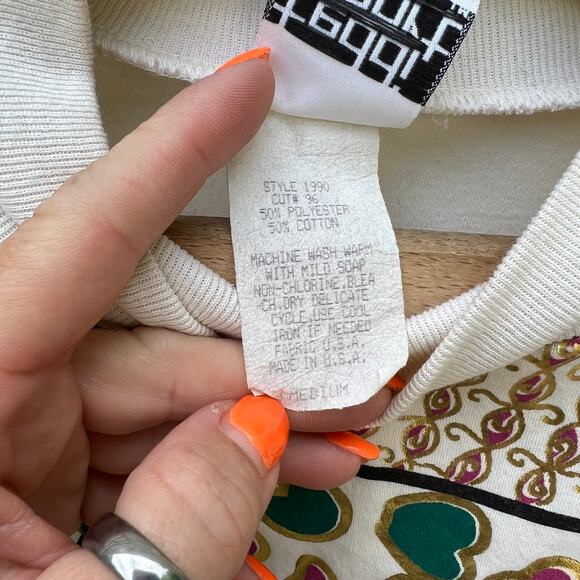 STYLE 1990
CUT# 96
50% POLYESTER
50% COTTON
MACHINE WASH WARM
WITH MILD SOAP
NON-CHLORINE.BLEA
-CH.DRY DELICATE
CYCLE.USE COOL
IRON IF NEEDED
FABRIC U.S.A.
MADE IN U.S.A.
MEDIUM